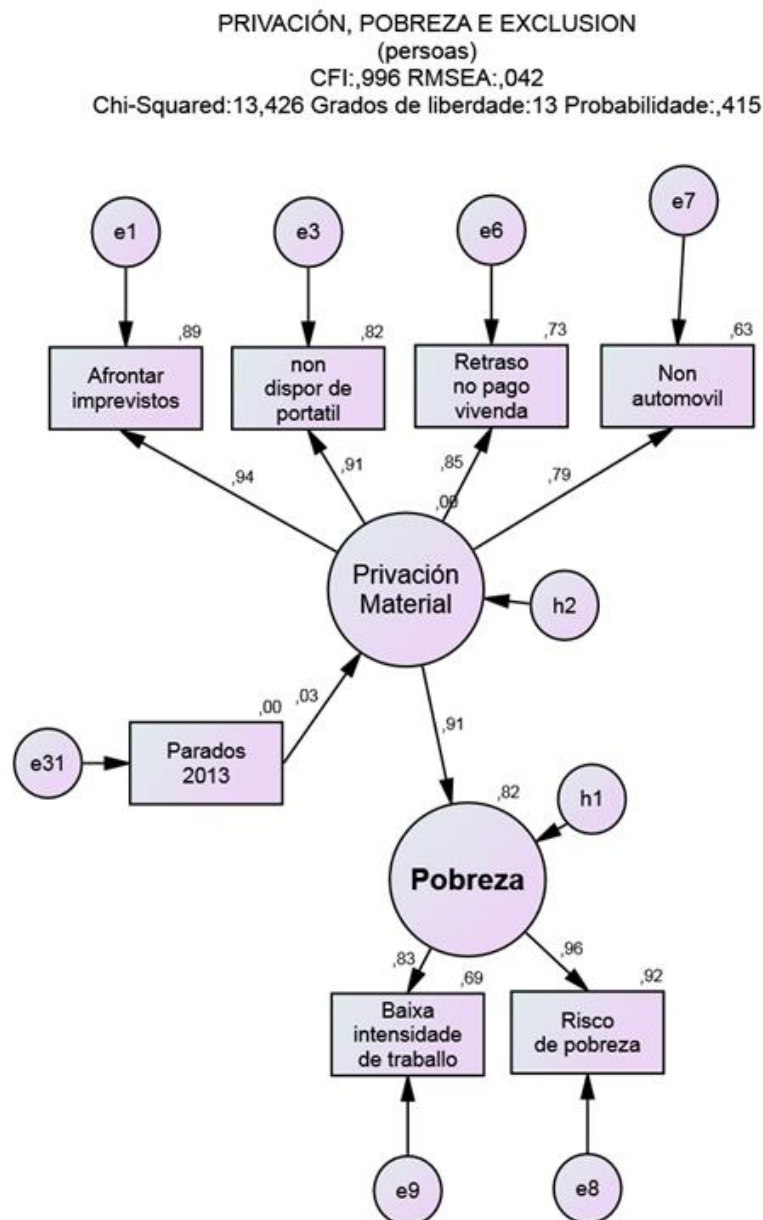 PRIVACIÓN, POBREZA E EXCLUSION
(persoas)
CFI:,996 RMSEA:,042
Chi-Squared:13,426 Grados de liberdade:13 Probabilidade:,415
e1
e3
e6
e7
,89
,82
,73
,63
Afrontar
imprevistos
non
dispor de
portatil
Retraso
no pago
vivenda
Non
automovil
,94
,91
,85
,79
,00
Privación
Material
h2
,00
,03
e31
Parados
2013
,91
,82
h1
Pobreza
,83
,69
,96
,92
Baixa
intensidade
de traballo
Risco
de pobreza
e9
e8